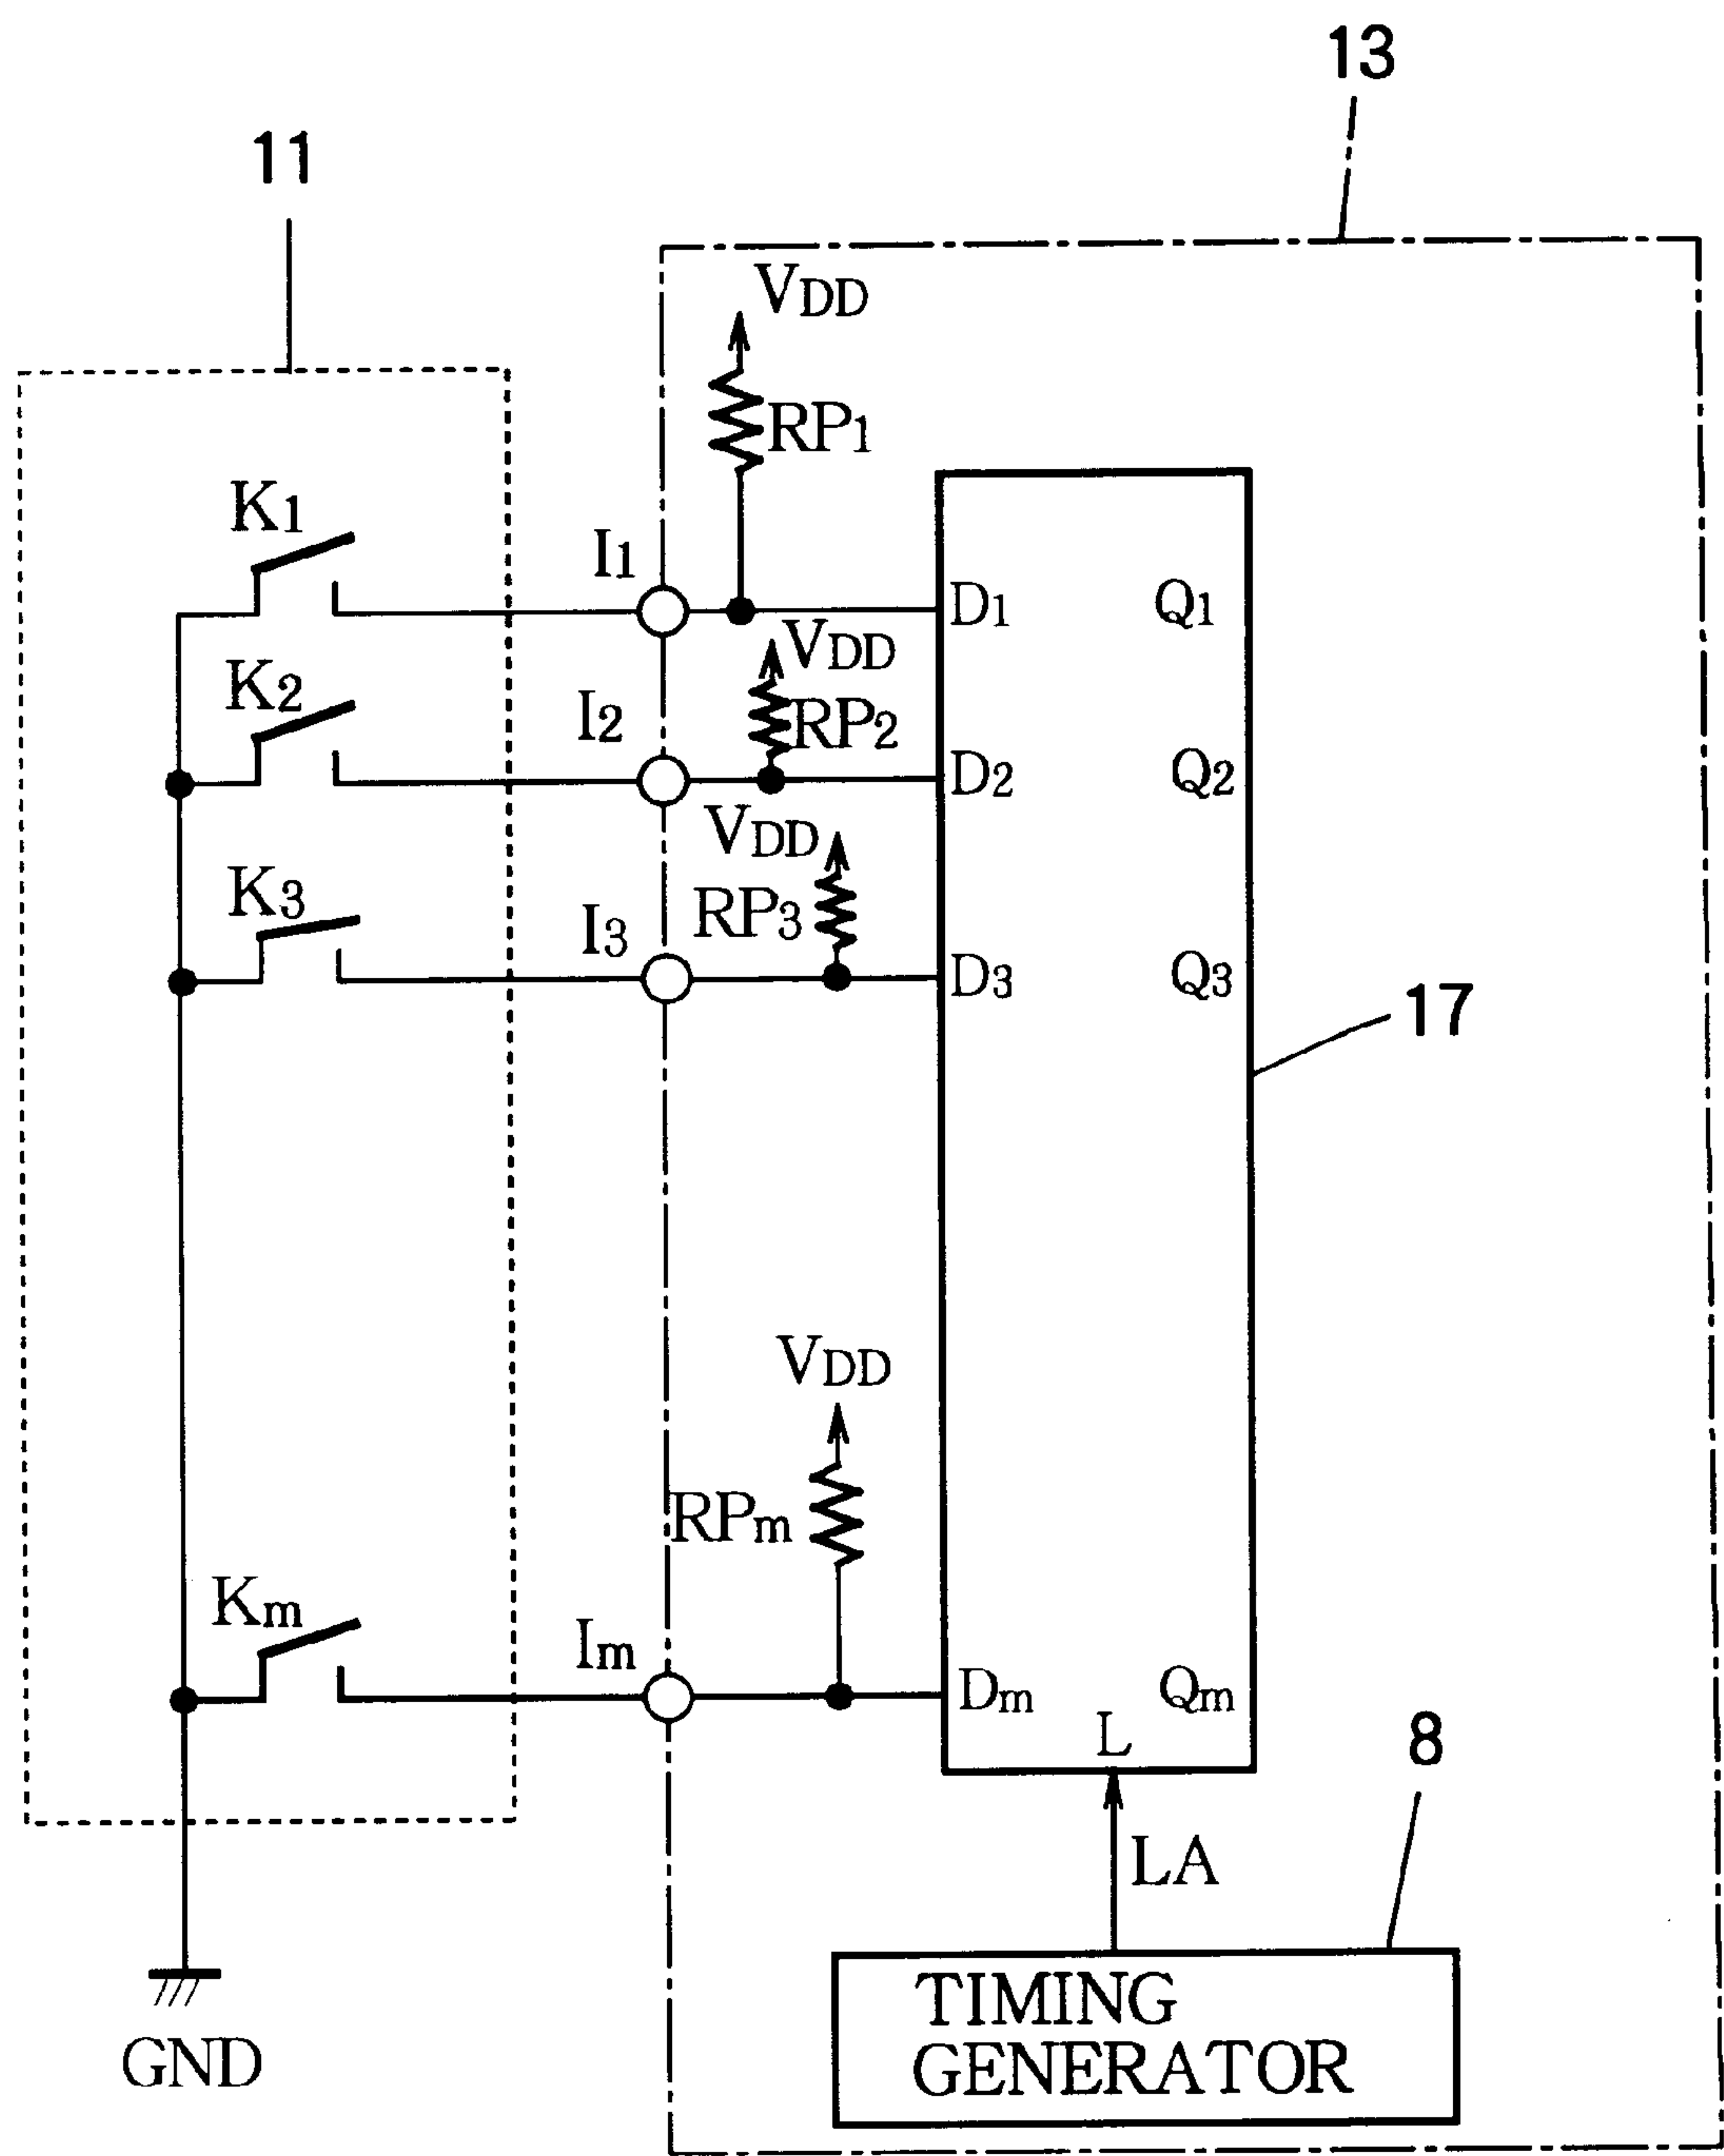 13
11
VDD
RP1
K1
I1
D1 Q1
VDD
K2
I2
RP2
D2 Q2
VDD
K3
RP3
I3
D3 Q3
17
VDD
RPm
Km
Im
Dm Qm
L
8
LA
TIMING
GENERATOR
GND